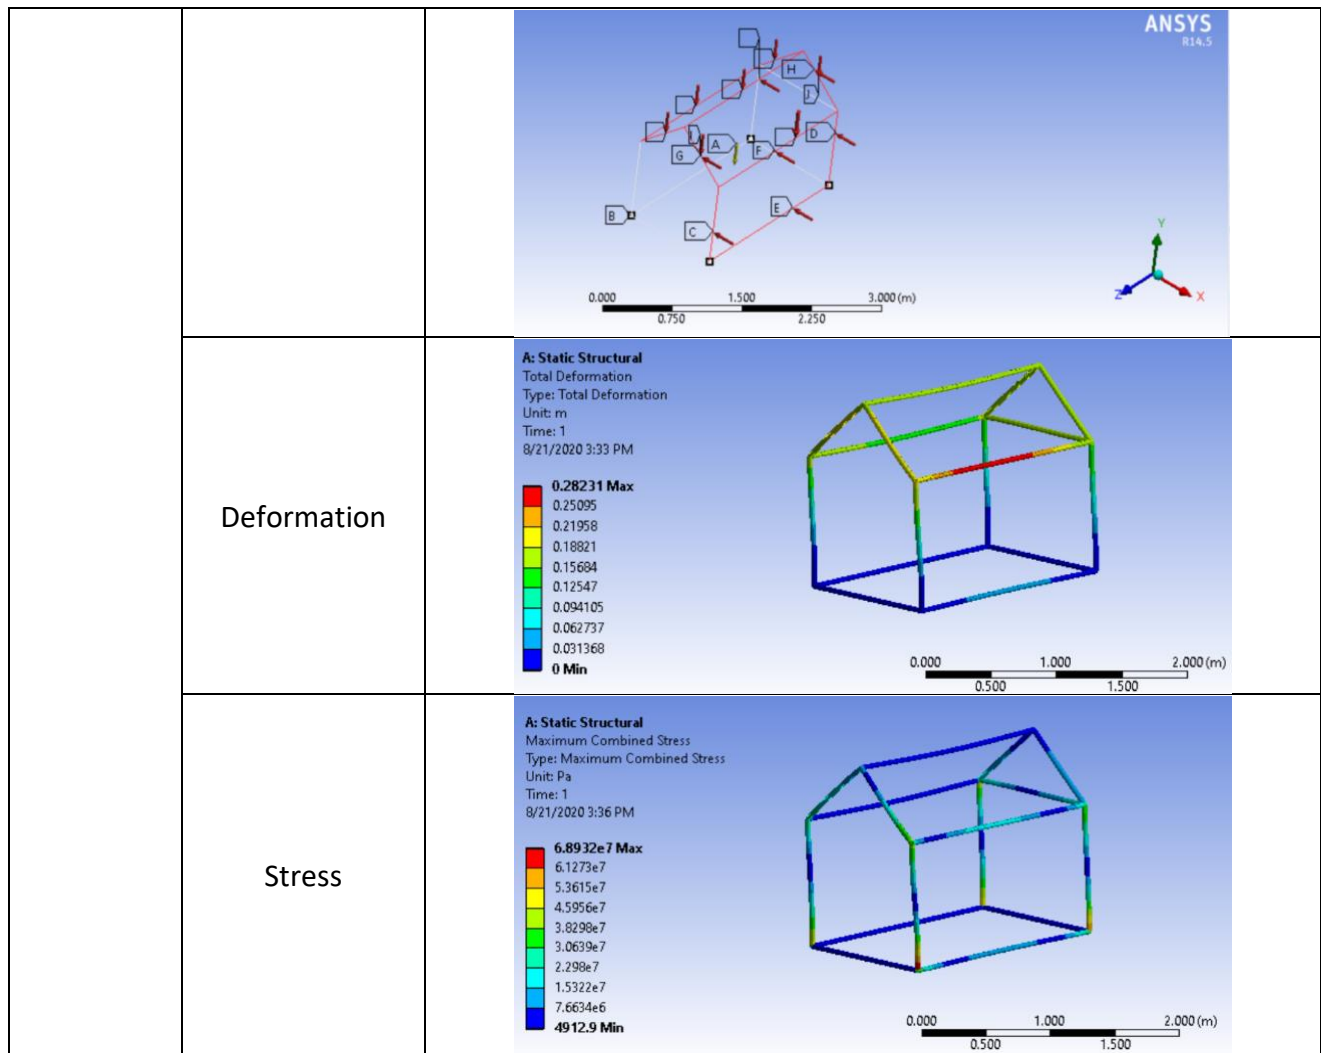 ANSYS
R14.5
H
J
I
A
G
F
D
B
E
C
Y
Z
X
0.000
1.500
3.000 (m)
0.750
2.250
Deformation
A: Static Structural
Total Deformation
Type: Total Deformation
Unit: m
Time: 1
8/21/2020 3:33 PM
0.28231 Max
0.25095
0.21958
0.18821
0.15684
0.12547
0.094105
0.062737
0.031368
0 Min
0.000
1.000
2.000 (m)
0.500
1.500
Stress
A: Static Structural
Maximum Combined Stress
Type: Maximum Combined Stress
Unit: Pa
Time: 1
8/21/2020 3:36 PM
6.8932e7 Max
6.1273e7
5.3615e7
4.5956e7
3.8298e7
3.0639e7
2.298e7
1.5322e7
7.6634e6
4912.9 Min
0.000
1.000
2.000 (m)
0.500
1.500